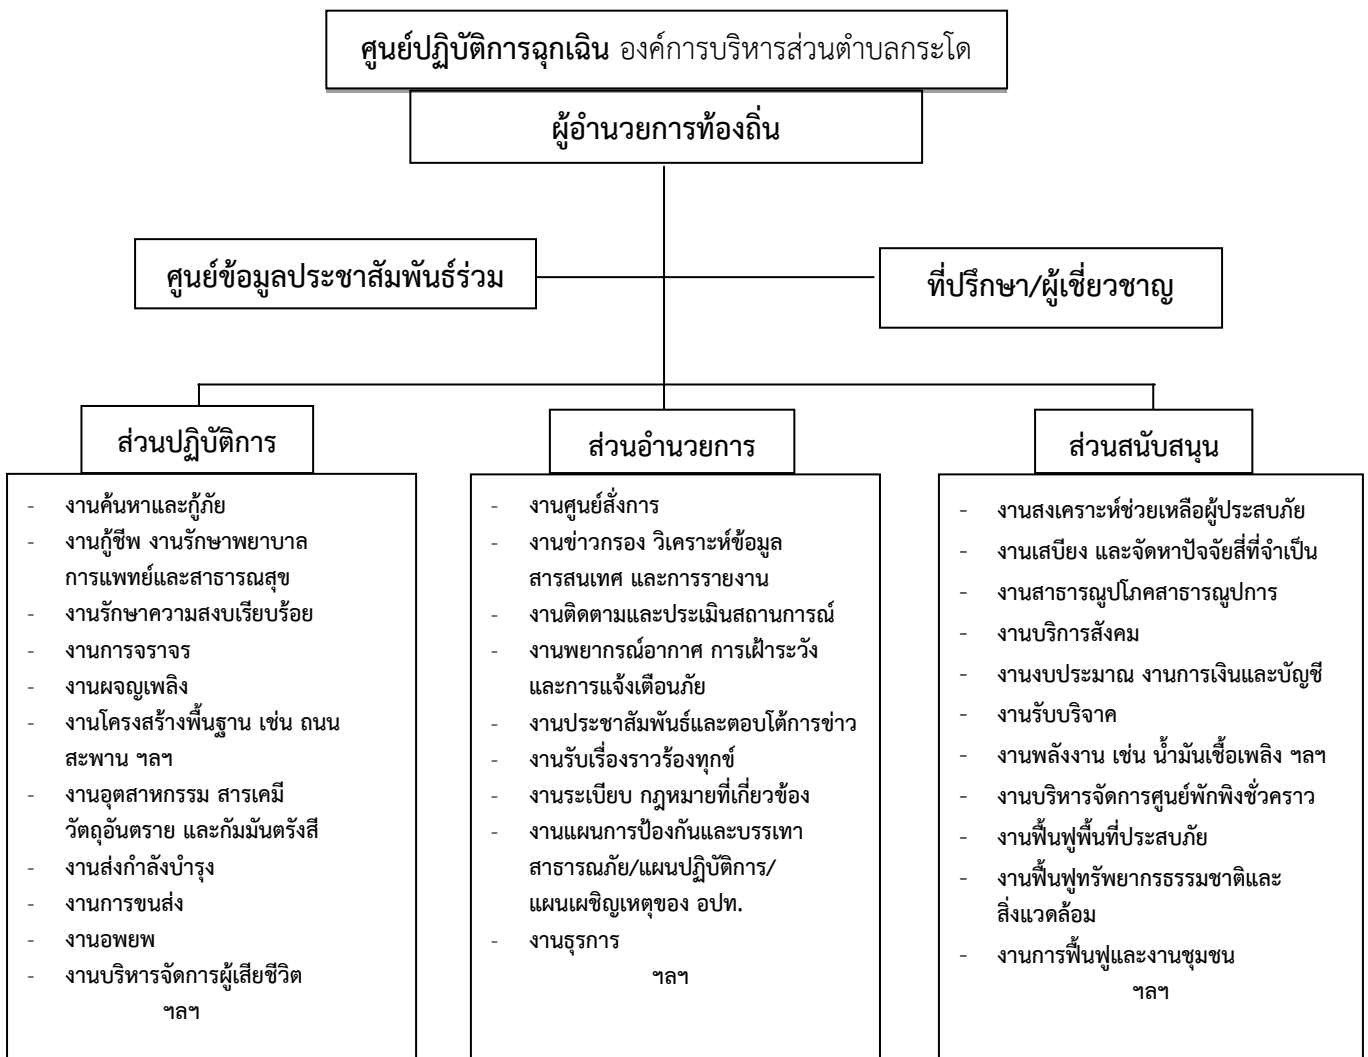 ศูนย์ปฏิบัติการฉุกเฉิน องค์การบริหารส่วนตำบลกระโด
ผู้อำนวยการท้องถิ่น
ศูนย์ข้อมูลประชาสัมพันธ์ร่วม
ที่ปรึกษา/ผู้เชี่ยวชาญ
ส่วนปฏิบัติการ
- งานค้นหาและกู้ภัย
- งานกู้ชีพ งานรักษาพยาบาล
การแพทย์และสาธารณสุข
- งานรักษาความสงบเรียบร้อย
- งานการจราจร
- งานผจญเพลิง
- งานโครงสร้างพื้นฐาน เช่น ถนน
สะพาน ฯลฯ
- งานอุตสาหกรรม สารเคมี
วัตถุอันตราย และกัมมันตรังสี
- งานส่งกำลังบำรุง
- งานการขนส่ง
- งานอพยพ
- งานบริหารจัดการผู้เสียชีวิต
ฯลฯ
ส่วนอำนวยการ
- งานศูนย์สั่งการ
- งานข่าวกรอง วิเคราะห์ข้อมูล
สารสนเทศ และการรายงาน
- งานติดตามและประเมินสถานการณ์
- งานพยากรณ์อากาศ การเฝ้าระวัง
และการแจ้งเตือนภัย
- งานประชาสัมพันธ์และตอบโต้การข่าว
- งานรับเรื่องราวร้องทุกข์
- งานระเบียบ กฎหมายที่เกี่ยวข้อง
- งานแผนการป้องกันและบรรเทา
สาธารณภัย/แผนปฏิบัติการ/
แผนเผชิญเหตุของ อปท.
- งานธุรการ
ฯลฯ
ส่วนสนับสนุน
- งานสงเคราะห์ช่วยเหลือผู้ประสบภัย
- งานเสบียง และจัดหาปัจจัยสี่ที่จำเป็น
- งานสาธารณูปโภคสาธารณูปการ
- งานบริการสังคม
- งานงบประมาณ งานการเงินและบัญชี
- งานรับบริจาค
- งานพลังงาน เช่น น้ำมันเชื้อเพลิง ฯลฯ
- งานบริหารจัดการศูนย์พักพิงชั่วคราว
- งานฟื้นฟูพื้นที่ประสบภัย
- งานฟื้นฟูทรัพยากรธรรมชาติและ
สิ่งแวดล้อม
- งานการฟื้นฟูและงานชุมชน
ฯลฯ